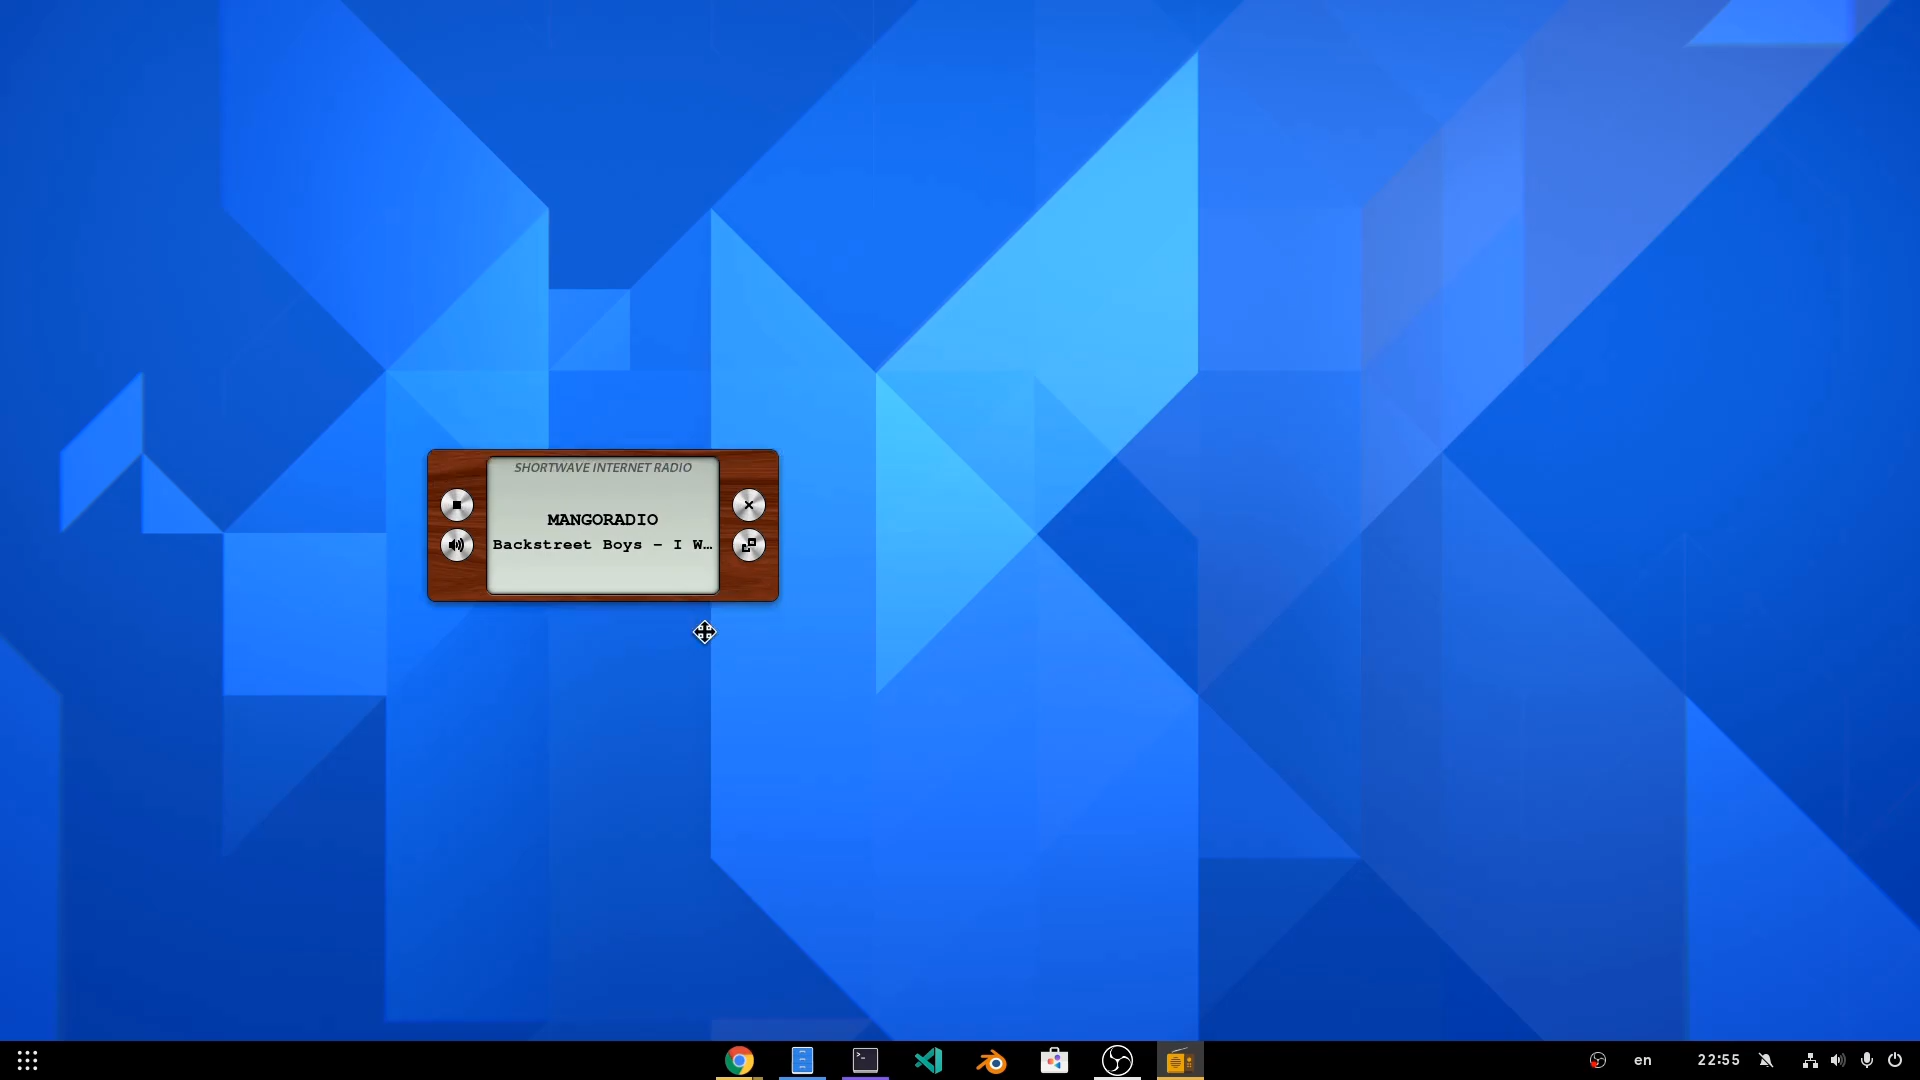 SHORTWAVE INTERNET RADIO
MANGORADIO
Backstreet Boys - I W…
en
22:55